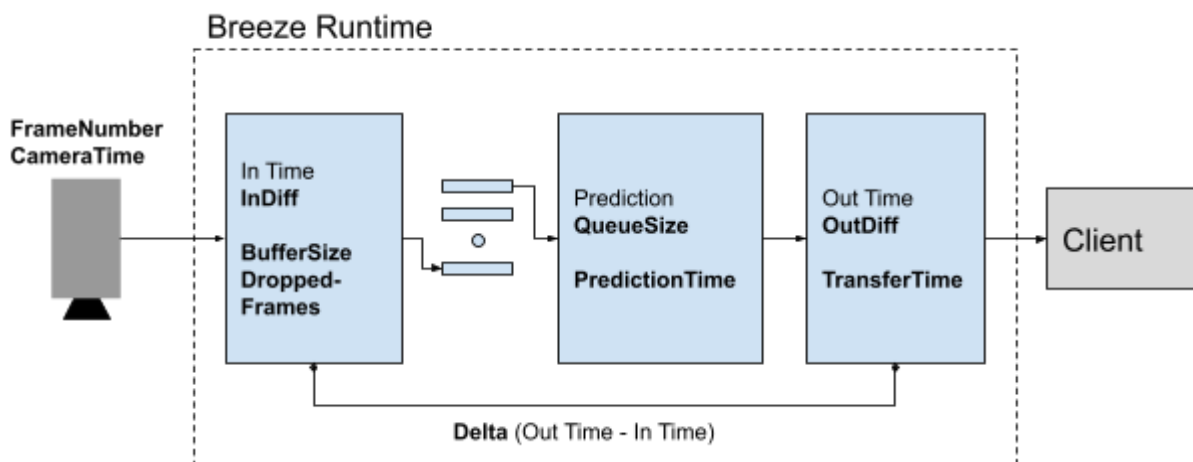 Breeze Runtime
FrameNumber
CameraTime
In Time
InDiff
BufferSize
Dropped-
Frames
Prediction
QueueSize
PredictionTime
Out Time
OutDiff
TransferTime
Client
Delta (Out Time - In Time)